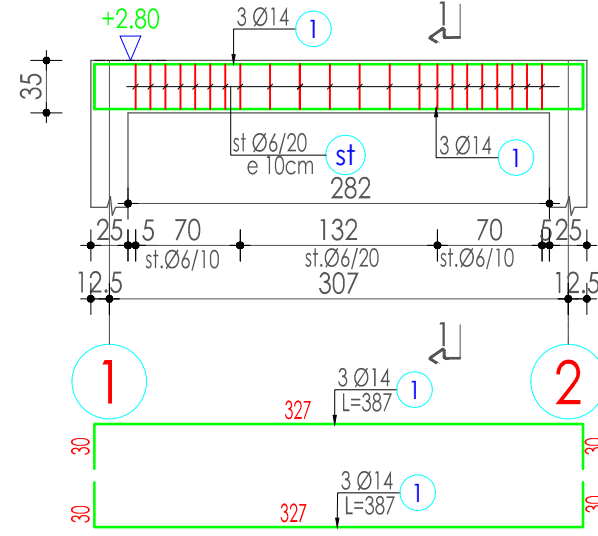 +2.80
3 Ø14 1
1
35
st Ø6/20 st
e 10cm
3 Ø14 1
282
25 5 70 132 70 5 25
st.Ø6/10 st.Ø6/20 st.Ø6/10
12.5 307 12.5
1
1 2
3 Ø14 1
L=387
327
30 30
3 Ø14 1
L=387
30 30
327